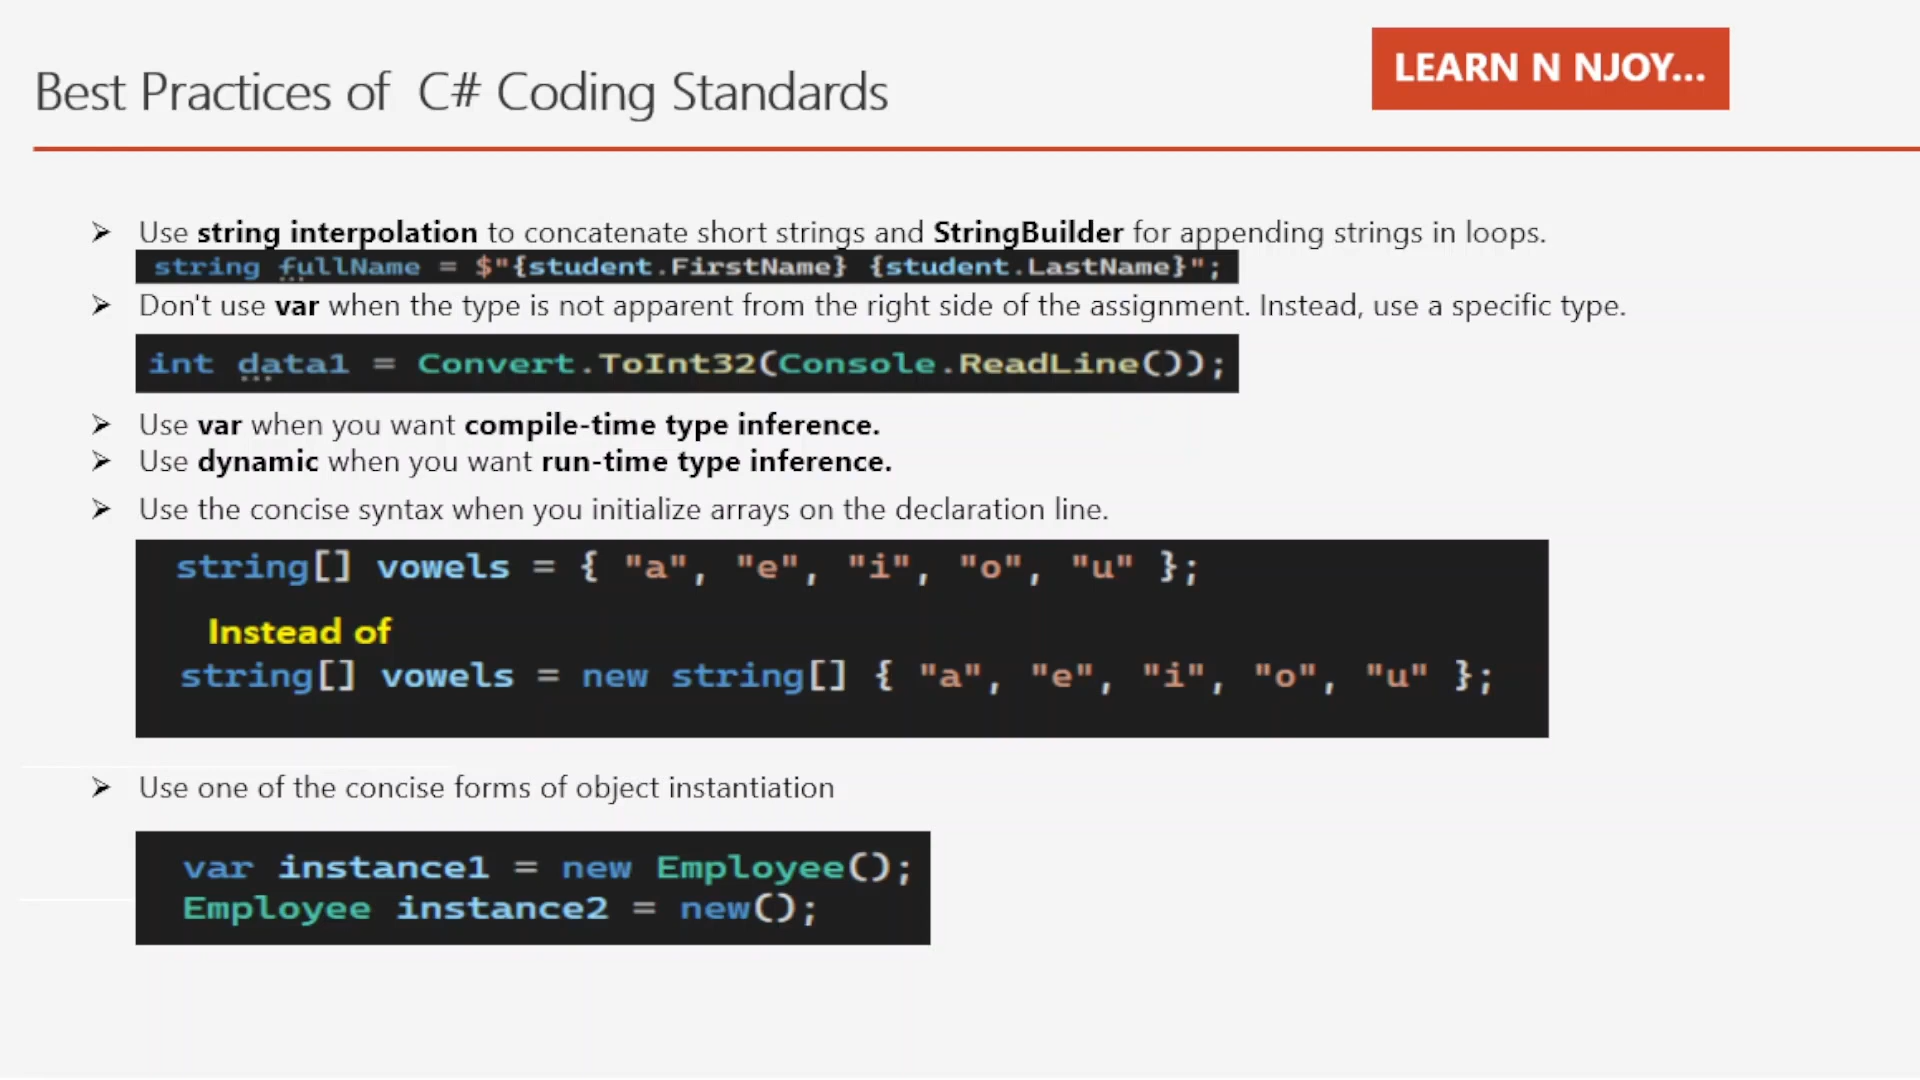 LEARN N NJOY...
Best Practices of C# Coding Standards
Use string interpolation to concatenate short strings and StringBuilder for appending strings in loops.
string fullName = $"{student.FirstName} {student.LastName}";
Don't use var when the type is not apparent from the right side of the assignment. Instead, use a specific type.
int data1 = Convert.ToInt32(Console.ReadLine());
Use var when you want compile-time type inference.
Use dynamic when you want run-time type inference.
Use the concise syntax when you initialize arrays on the declaration line.
string[] vowels = { "a", "e", "i", "o", "u" };
Instead of
string[] vowels = new string[] { "a", "e", "i", "o", "u" };
Use one of the concise forms of object instantiation
var instance1 = new Employee();
Employee instance2 = new();